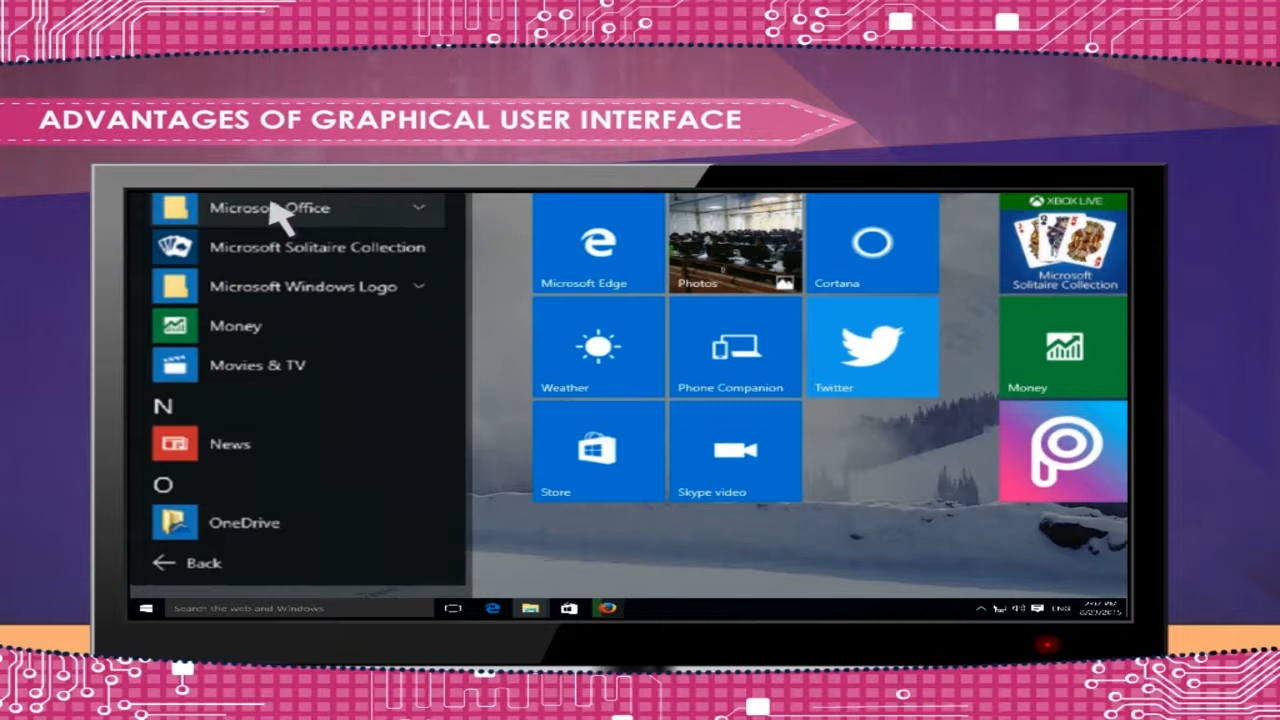 ADVANTAGES OF GRAPHICAL USER INTERFACE
Microsoft Office
Microsoft Solitaire Collection
Microsoft Windows Logo
Money
Movies & TV
N
News
O
OneDrive
Back
Microsoft Edge
Photos
Cortana
Weather
Phone Companion
Twitter
Store
Skype video
XBOX LIVE
Microsoft
Solitaire Collection
Money
Search the web and Windows
ENG